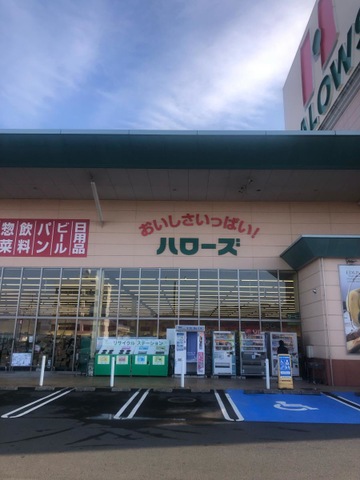 HALOWS
おいしさいっぱい!
ハローズ
惣菜
飲料
パン
ビール
日用品
リサイクルステーション